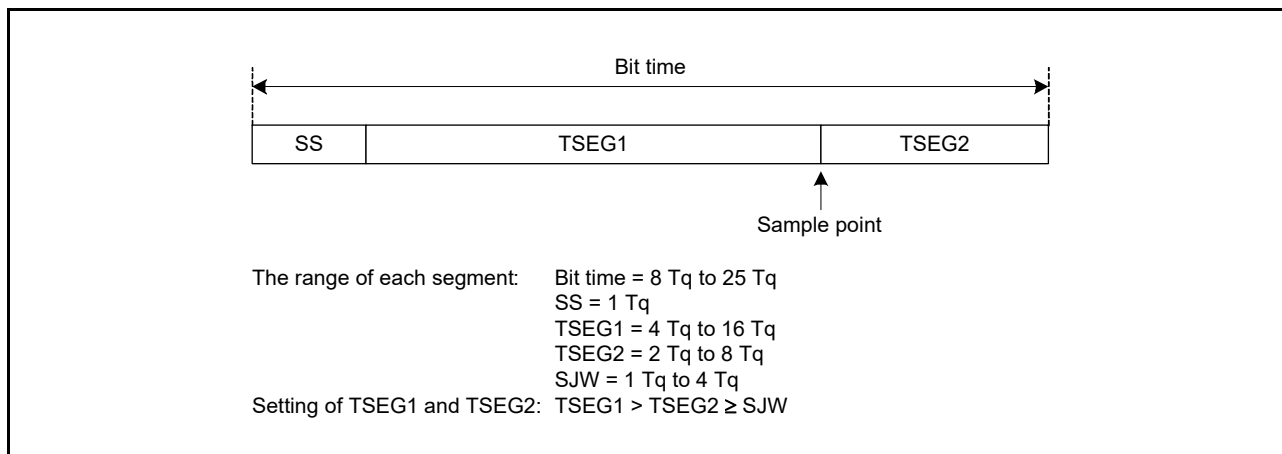 Bit time
SS TSEG1 TSEG2
Sample point
The range of each segment: Bit time = 8 Tq to 25 Tq
SS = 1 Tq
TSEG1 = 4 Tq to 16 Tq
TSEG2 = 2 Tq to 8 Tq
SJW = 1 Tq to 4 Tq
Setting of TSEG1 and TSEG2: TSEG1 > TSEG2 ≥ SJW